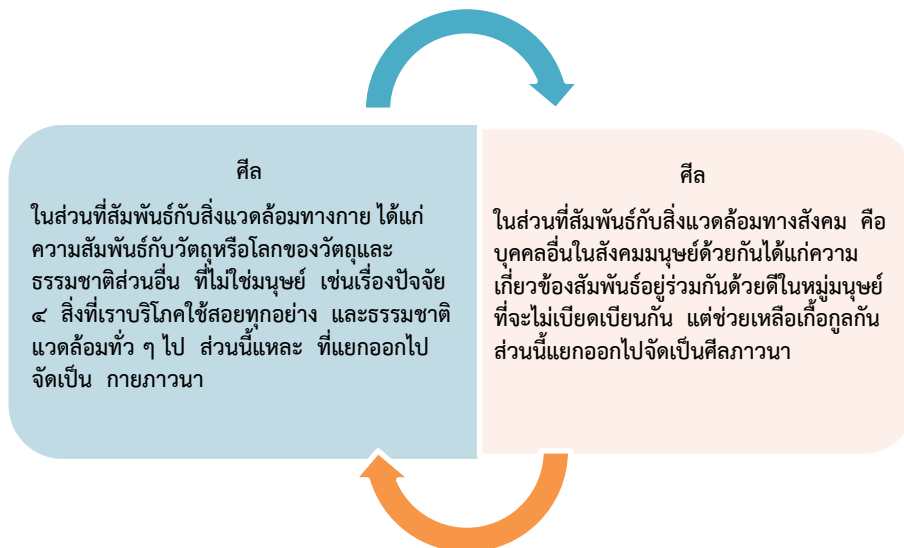 ศีล
ในส่วนที่สัมพันธ์กับสิ่งแวดล้อมทางกาย ได้แก่
ความสัมพันธ์กับวัตถุหรือโลกของวัตถุและ
ธรรมชาติส่วนอื่น ที่ไม่ใช่มนุษย์ เช่นเรื่องปัจจัย
๔ สิ่งที่เราบริโภคใช้สอยทุกอย่าง และธรรมชาติ
แวดล้อมทั่ว ๆ ไป ส่วนนี้แหละ ที่แยกออกไป
จัดเป็น กายภาวนา
ศีล
ในส่วนที่สัมพันธ์กับสิ่งแวดล้อมทางสังคม คือ
บุคคลอื่นในสังคมมนุษย์ด้วยกันได้แก่ความ
เกี่ยวข้องสัมพันธ์อยู่ร่วมกันด้วยดีในหมู่มนุษย์
ที่จะไม่เบียดเบียนกัน แต่ช่วยเหลือเกื้อกูลกัน
ส่วนนี้แยกออกไปจัดเป็นศีลภาวนา